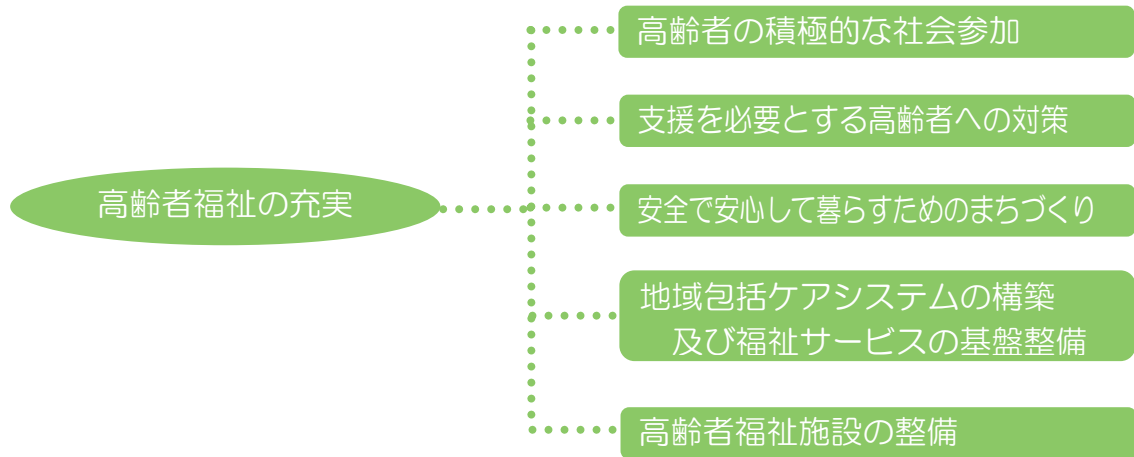 高齢者の積極的な社会参加
支援を必要とする高齢者への対策
高齢者福祉の充実
安全で安心して暮らすためのまちづくり
地域包括ケアシステムの構築
及び福祉サービスの基盤整備
高齢者福祉施設の整備